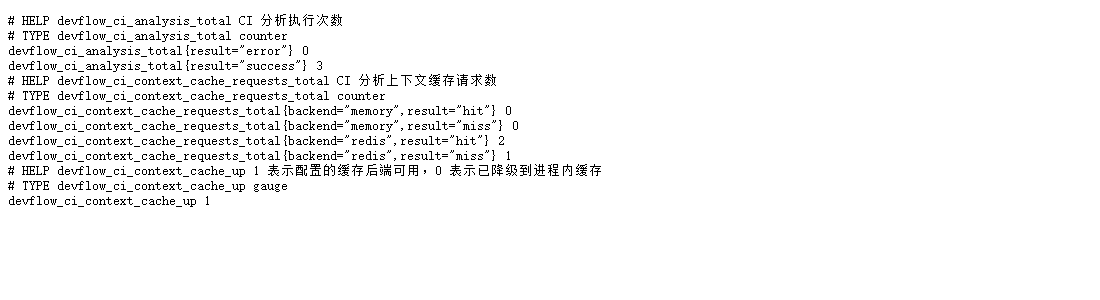 # HELP devflow_ci_analysis_total CI 分析执行次数
# TYPE devflow_ci_analysis_total counter
devflow_ci_analysis_total{result="error"} 0
devflow_ci_analysis_total{result="success"} 3
# HELP devflow_ci_context_cache_requests_total CI 分析上下文缓存请求数
# TYPE devflow_ci_context_cache_requests_total counter
devflow_ci_context_cache_requests_total{backend="memory",result="hit"} 0
devflow_ci_context_cache_requests_total{backend="memory",result="miss"} 0
devflow_ci_context_cache_requests_total{backend="redis",result="hit"} 2
devflow_ci_context_cache_requests_total{backend="redis",result="miss"} 1
# HELP devflow_ci_context_cache_up 1 表示配置的缓存后端可用，0 表示已降级到进程内缓存
# TYPE devflow_ci_context_cache_up gauge
devflow_ci_context_cache_up 1